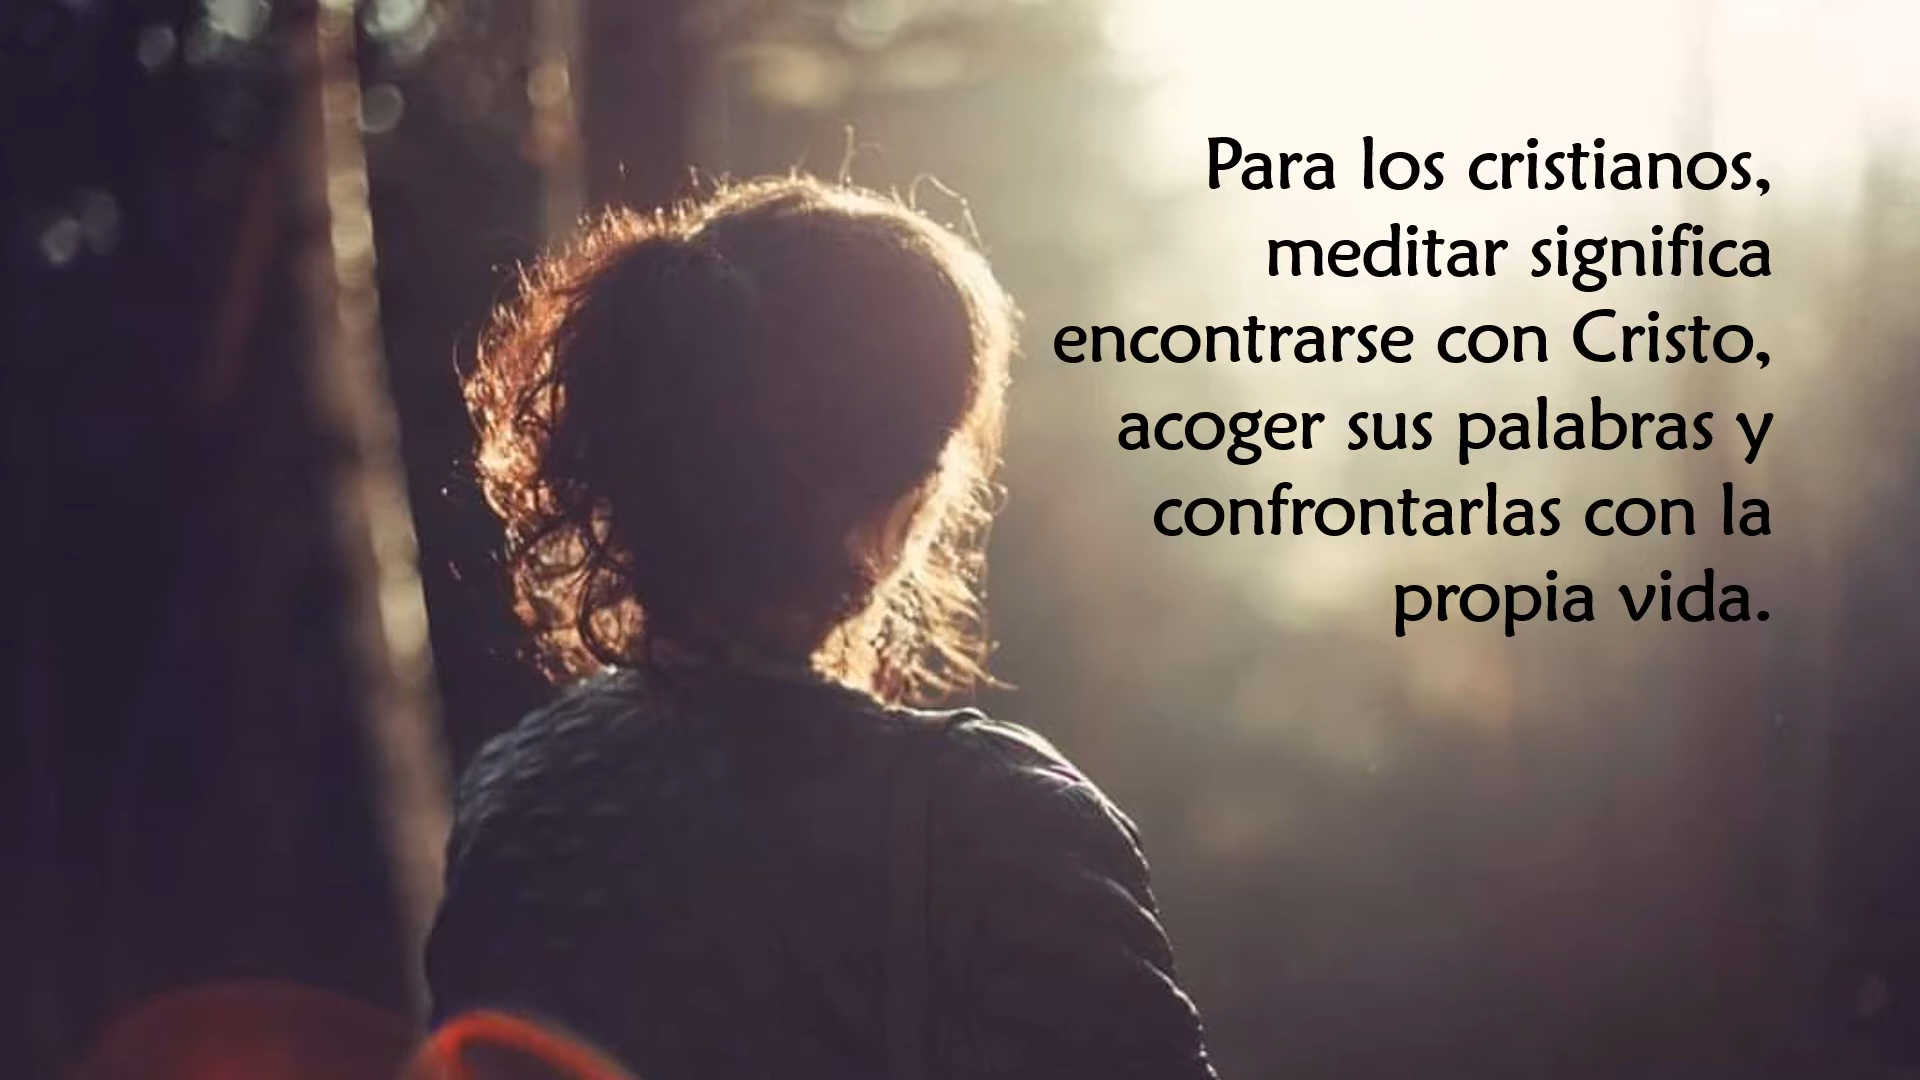 Para los cristianos,
meditar significa
encontrarse con Cristo,
acoger sus palabras y
confrontarlas con la
propia vida.